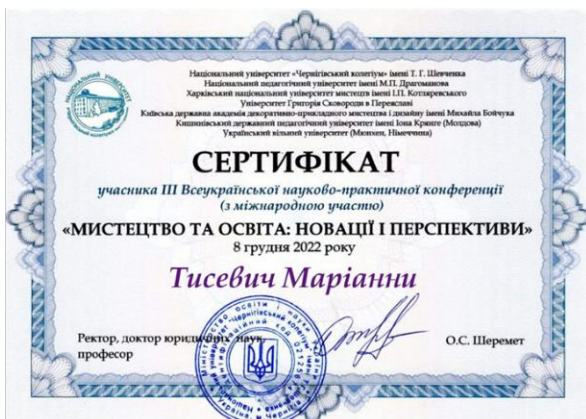 Національний університет «Чернігівський колегіум» імені Т. Г. Шевченка
Національний педагогічний університет імені М.П. Драгоманова
Харківський національний університет мистецтв імені І.П. Котляревського
Університет Григорія Сковороди в Переяславі
Київська державна академія декоративно-прикладного мистецтва і дизайну імені Михайла Бойчука
Кишинівський державний педагогічний університет імені Іона Крянге (Молдова)
Український вільний університет (Мюнхен, Німеччина)
СЕРТИФІКАТ
учасника ІІІ Всеукраїнської науково-практичної конференції
(з міжнародною участю)
«МИСТЕЦТВО ТА ОСВІТА: НОВАЦІЇ І ПЕРСПЕКТИВИ»
8 грудня 2022 року
Тисевич Маріанни
Ректор, доктор юридичних наук,
професор
О.С. Шеремет
НАЦІОНАЛЬНИЙ УНІВЕРСИТЕТ